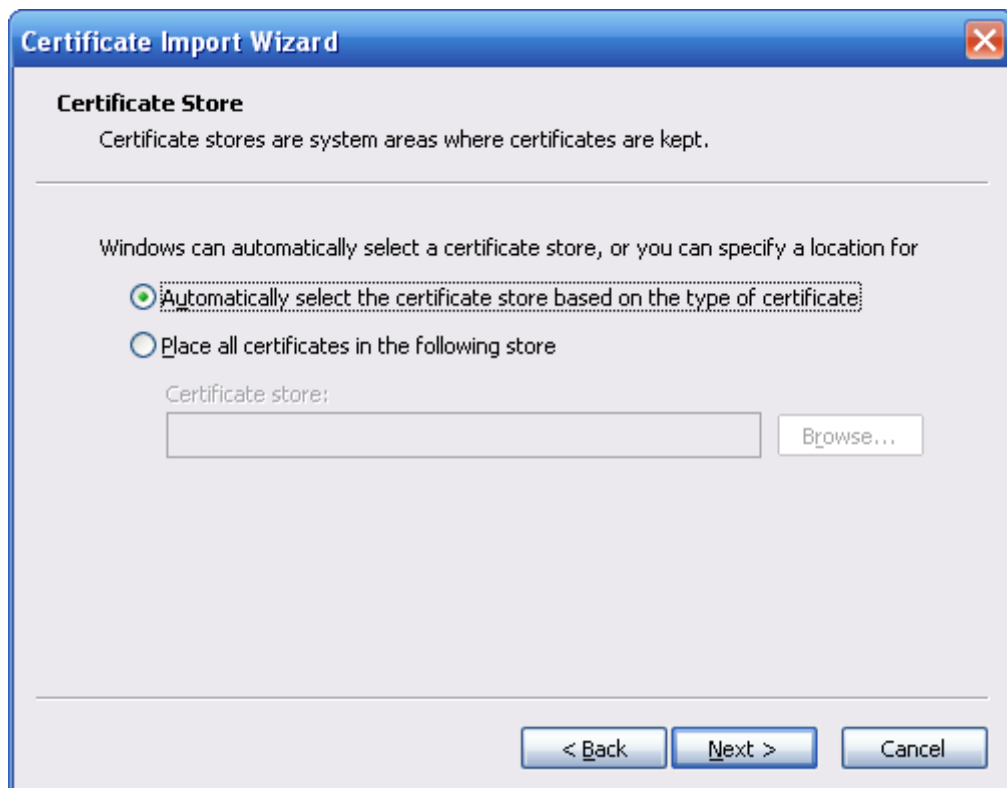 Certificate Import Wizard
Certificate Store
Certificate stores are system areas where certificates are kept.
Windows can automatically select a certificate store, or you can specify a location for
Automatically select the certificate store based on the type of certificate
Place all certificates in the following store
Certificate store:
Browse...
< Back Next > Cancel